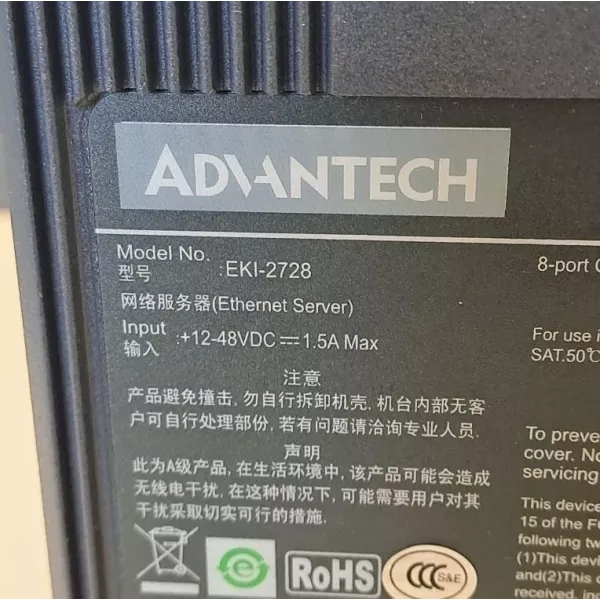 ADVANTECH
Model No.
型号 :EKI-2728
8-port
网络服务器(Ethernet Server)
Input
输入 :+12-48VDC⎓1.5A Max
For use
SAT.50℃
注意
产品避免撞击, 勿自行拆卸机壳. 机台内部无客
户可自行处理部份, 若有问题请洽询专业人员.
声明
此为A级产品, 在生活环境中, 该产品可能会造成
无线电干扰, 在这种情况下, 可能需要用户对其
干扰采取切实可行的措施.
To preve
cover. No
servicing
This device
15 of the F
following tw
(1)This devi
and(2)This
received, inc
e
RoHS
CCC S&E